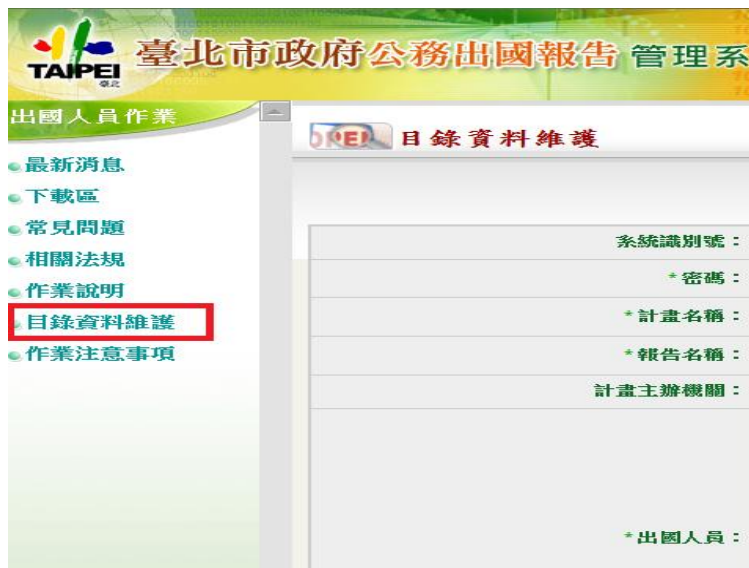 TAIPEI
臺北
臺北市政府公務出國報告 管理系
出國人員作業
最新消息
下載區
常見問題
相關法規
作業說明
目錄資料維護
作業注意事項
OPEN 目錄資料維護
系統識別號：
*密碼：
*計畫名稱：
*報告名稱：
計畫主辦機關：
*出國人員：